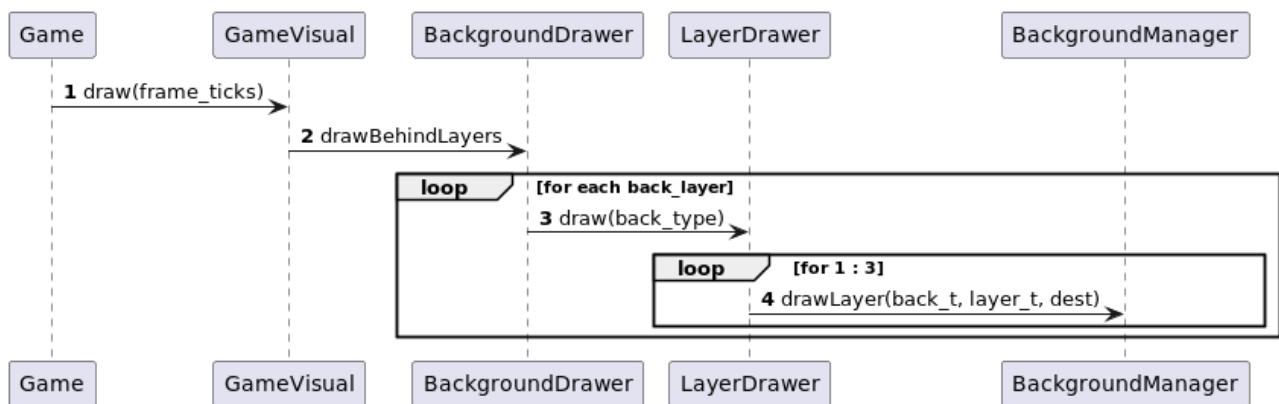 Game GameVisual BackgroundDrawer LayerDrawer BackgroundManager
1 draw(frame_ticks)
2 drawBehindLayers
loop [for each back_layer]
3 draw(back_type)
loop [for 1 : 3]
4 drawLayer(back_t, layer_t, dest)
Game GameVisual BackgroundDrawer LayerDrawer BackgroundManager